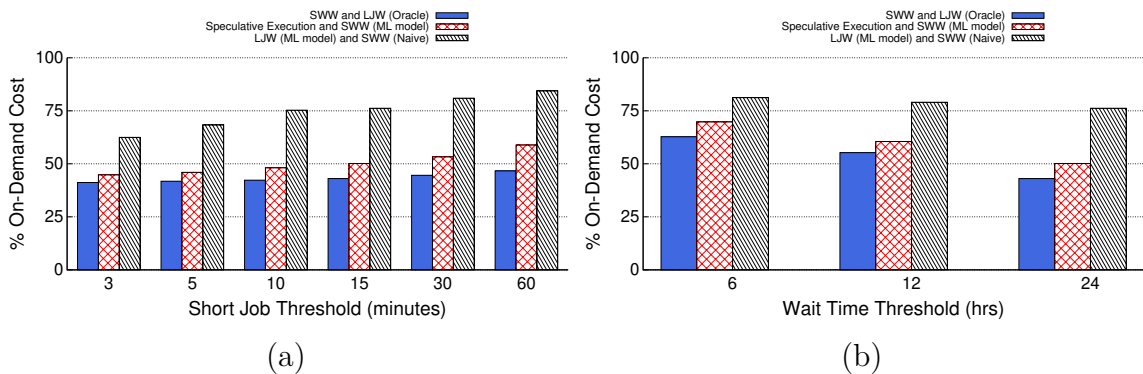 SWW and LJW (Oracle)
Speculative Execution and SWW (ML model)
LJW (ML model) and SWW (Naive)
% On-Demand Cost
100
75
50
25
0
3 5 10 15 30 60
Short Job Threshold (minutes)
(a)
SWW and LJW (Oracle)
Speculative Execution and SWW (ML model)
LJW (ML model) and SWW (Naive)
% On-Demand Cost
100
75
50
25
0
6 12 24
Wait Time Threshold (hrs)
(b)